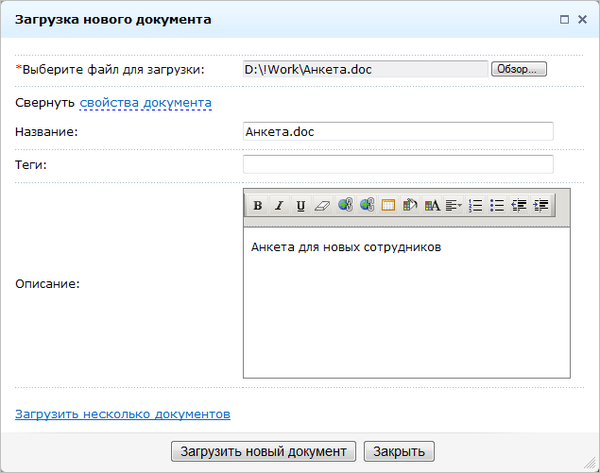 Загрузка нового документа
*Выберите файл для загрузки: D:\!Work\Анкета.doc Обзор...
Свернуть свойства документа
Название: Анкета.doc
Теги:
B I U
Анкета для новых сотрудников
Описание:
Загрузить несколько документов
Загрузить новый документ Закрыть